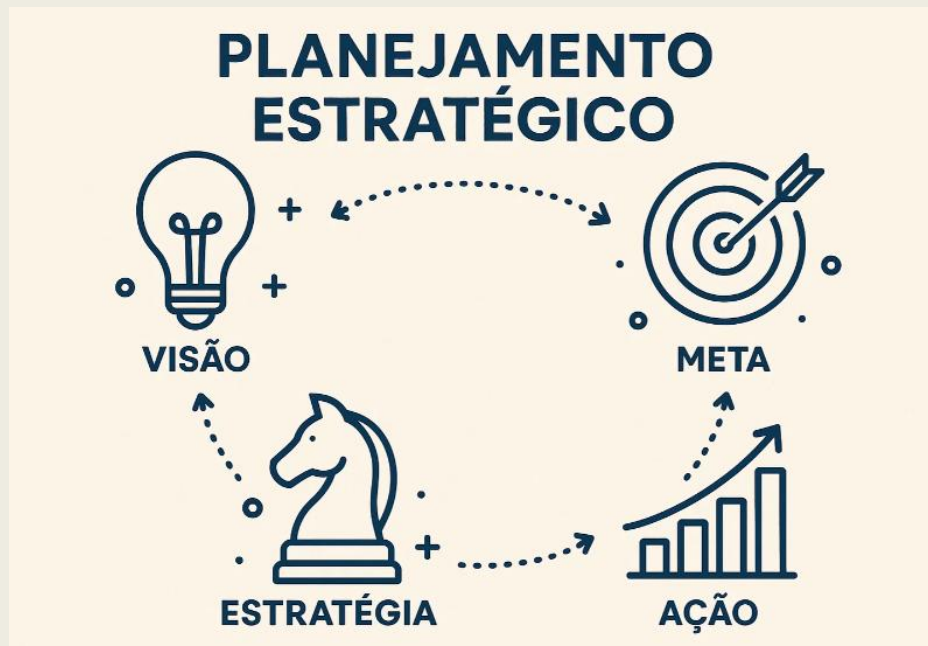 PLANEJAMENTO
ESTRATÉGICO
VISÃO
META
ESTRATÉGIA
AÇÃO